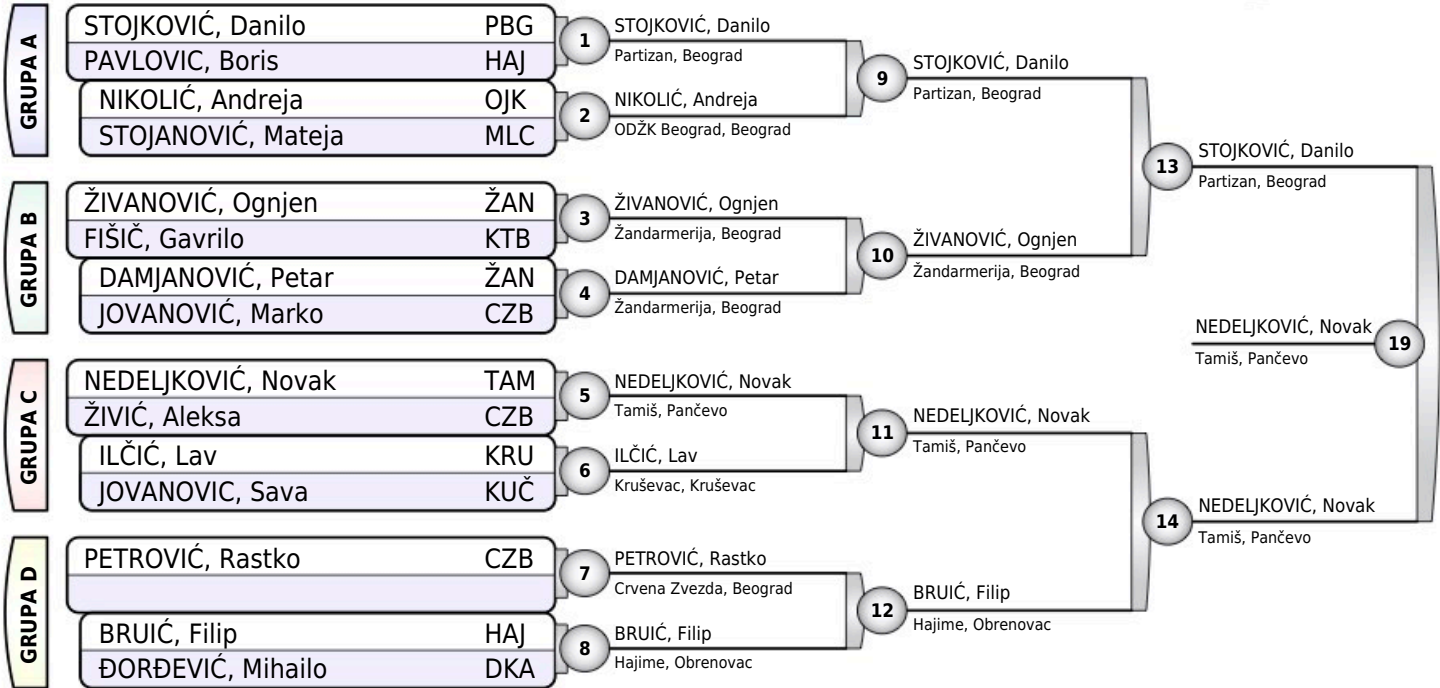 GRUPA A
STOJKOVIĆ, Danilo PBG
PAVLOVIC, Boris HAJ
NIKOLIĆ, Andreja OJK
STOJANOVIĆ, Mateja MLC
GRUPA B
ŽIVANOVIĆ, Ognjen ŽAN
FIŠIČ, Gavrilo KTB
DAMJANOVIĆ, Petar ŽAN
JOVANOVIĆ, Marko CZB
GRUPA C
NEDELJKOVIĆ, Novak TAM
ŽIVIĆ, Aleksa CZB
ILČIĆ, Lav KRU
JOVANOVIC, Sava KUČ
GRUPA D
PETROVIĆ, Rastko CZB
BRUIĆ, Filip HAJ
ĐORĐEVIĆ, Mihailo DKA
1
STOJKOVIĆ, Danilo
Partizan, Beograd
2
NIKOLIĆ, Andreja
ODŽK Beograd, Beograd
3
ŽIVANOVIĆ, Ognjen
Žandarmerija, Beograd
4
DAMJANOVIĆ, Petar
Žandarmerija, Beograd
5
NEDELJKOVIĆ, Novak
Tamiš, Pančevo
6
ILČIĆ, Lav
Kruševac, Kruševac
7
PETROVIĆ, Rastko
Crvena Zvezda, Beograd
8
BRUIĆ, Filip
Hajime, Obrenovac
9
STOJKOVIĆ, Danilo
Partizan, Beograd
10
ŽIVANOVIĆ, Ognjen
Žandarmerija, Beograd
11
NEDELJKOVIĆ, Novak
Tamiš, Pančevo
12
BRUIĆ, Filip
Hajime, Obrenovac
13
STOJKOVIĆ, Danilo
Partizan, Beograd
14
NEDELJKOVIĆ, Novak
Tamiš, Pančevo
NEDELJKOVIĆ, Novak
Tamiš, Pančevo
19